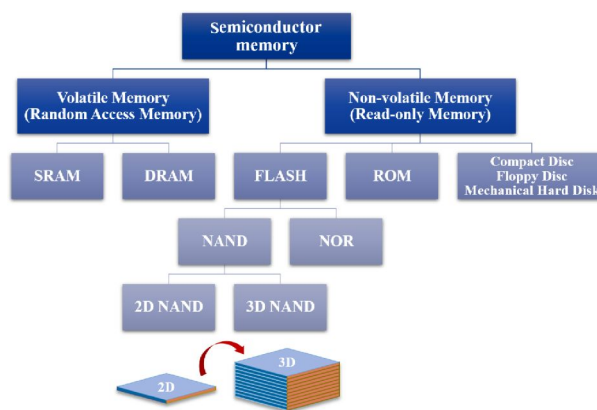 Semiconductor
memory
Volatile Memory
(Random Access Memory)
Non-volatile Memory
(Read-only Memory)
SRAM
DRAM
FLASH
ROM
Compact Disc
Floppy Disc
Mechanical Hard Disk
NAND
NOR
2D NAND
3D NAND
2D
3D